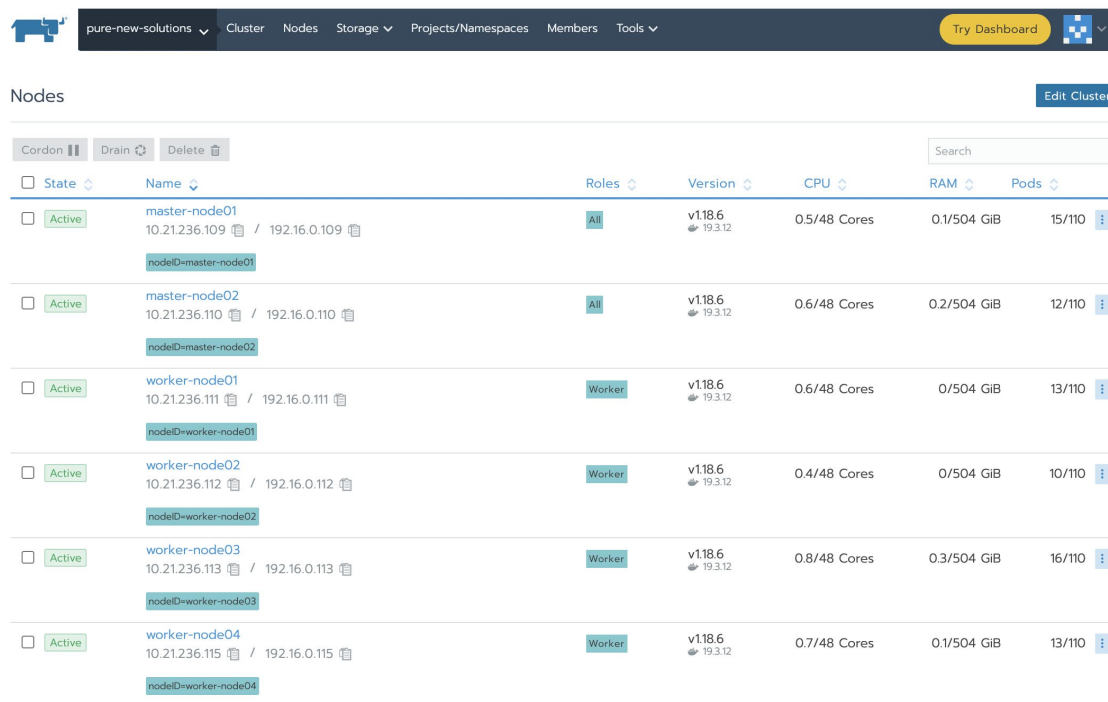 pure-new-solutions Cluster Nodes Storage Projects/Namespaces Members Tools Try Dashboard
Nodes Edit Cluster
Cordon Drain Delete Search
State Name Roles Version CPU RAM Pods
Active master-node01 All v1.18.6 0.5/48 Cores 0.1/504 GiB 15/110
10.21.236.109 / 192.16.0.109 19.3.12
nodeID=master-node01
Active master-node02 All v1.18.6 0.6/48 Cores 0.2/504 GiB 12/110
10.21.236.110 / 192.16.0.110 19.3.12
nodeID=master-node02
Active worker-node01 Worker v1.18.6 0.6/48 Cores 0/504 GiB 13/110
10.21.236.111 / 192.16.0.111 19.3.12
nodeID=worker-node01
Active worker-node02 Worker v1.18.6 0.4/48 Cores 0/504 GiB 10/110
10.21.236.112 / 192.16.0.112 19.3.12
nodeID=worker-node02
Active worker-node03 Worker v1.18.6 0.8/48 Cores 0.3/504 GiB 16/110
10.21.236.113 / 192.16.0.113 19.3.12
nodeID=worker-node03
Active worker-node04 Worker v1.18.6 0.7/48 Cores 0.1/504 GiB 13/110
10.21.236.115 / 192.16.0.115 19.3.12
nodeID=worker-node04